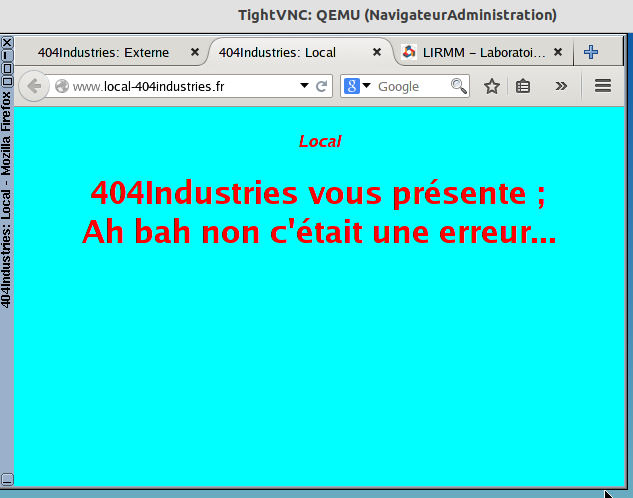 TightVNC: QEMU (NavigateurAdministration)
404Industries: Local - Mozilla Firefox
404Industries: Externe
404Industries: Local
LIRMM - Laboratoi...
www.local-404industries.fr
Google
Local
404Industries vous présente ;
Ah bah non c'était une erreur...